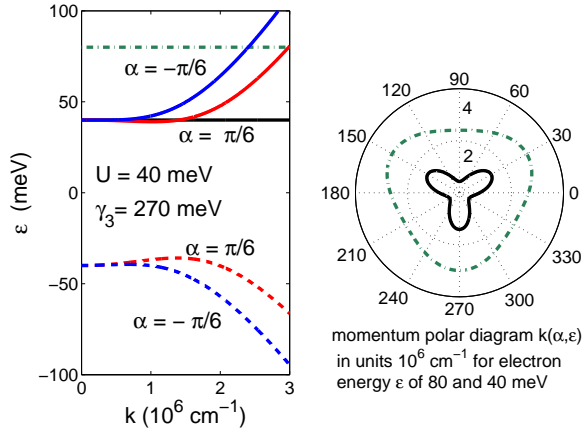 100
50
0
−50
−100
ε (meV)
α = −π/6
α = π/6
U = 40 meV
γ3= 270 meV
α = π/6
α = − π/6
0
1
2
3
k (10^6 cm^−1)
90
60
30
0
330
300
270
240
210
180
150
120
4
2
momentum polar diagram k(α,ε)
in units 10^6 cm^−1 for electron
energy ε of 80 and 40 meV